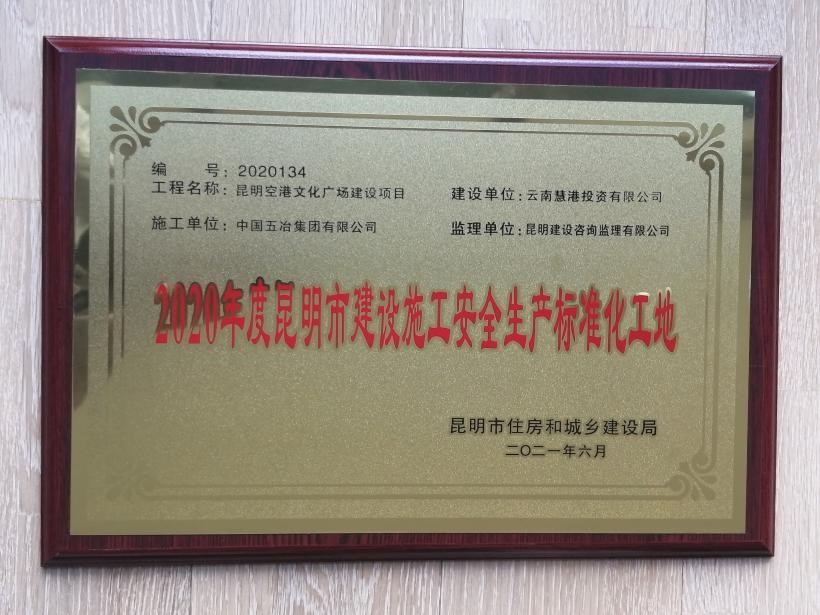 编 号：2020134
工程名称：昆明空港文化广场建设项目 建设单位：云南慧港投资有限公司
施工单位：中国五冶集团有限公司 监理单位：昆明建设咨询监理有限公司
2020年度昆明市建设施工安全生产标准化工地
昆明市住房和城乡建设局
二〇二一年六月